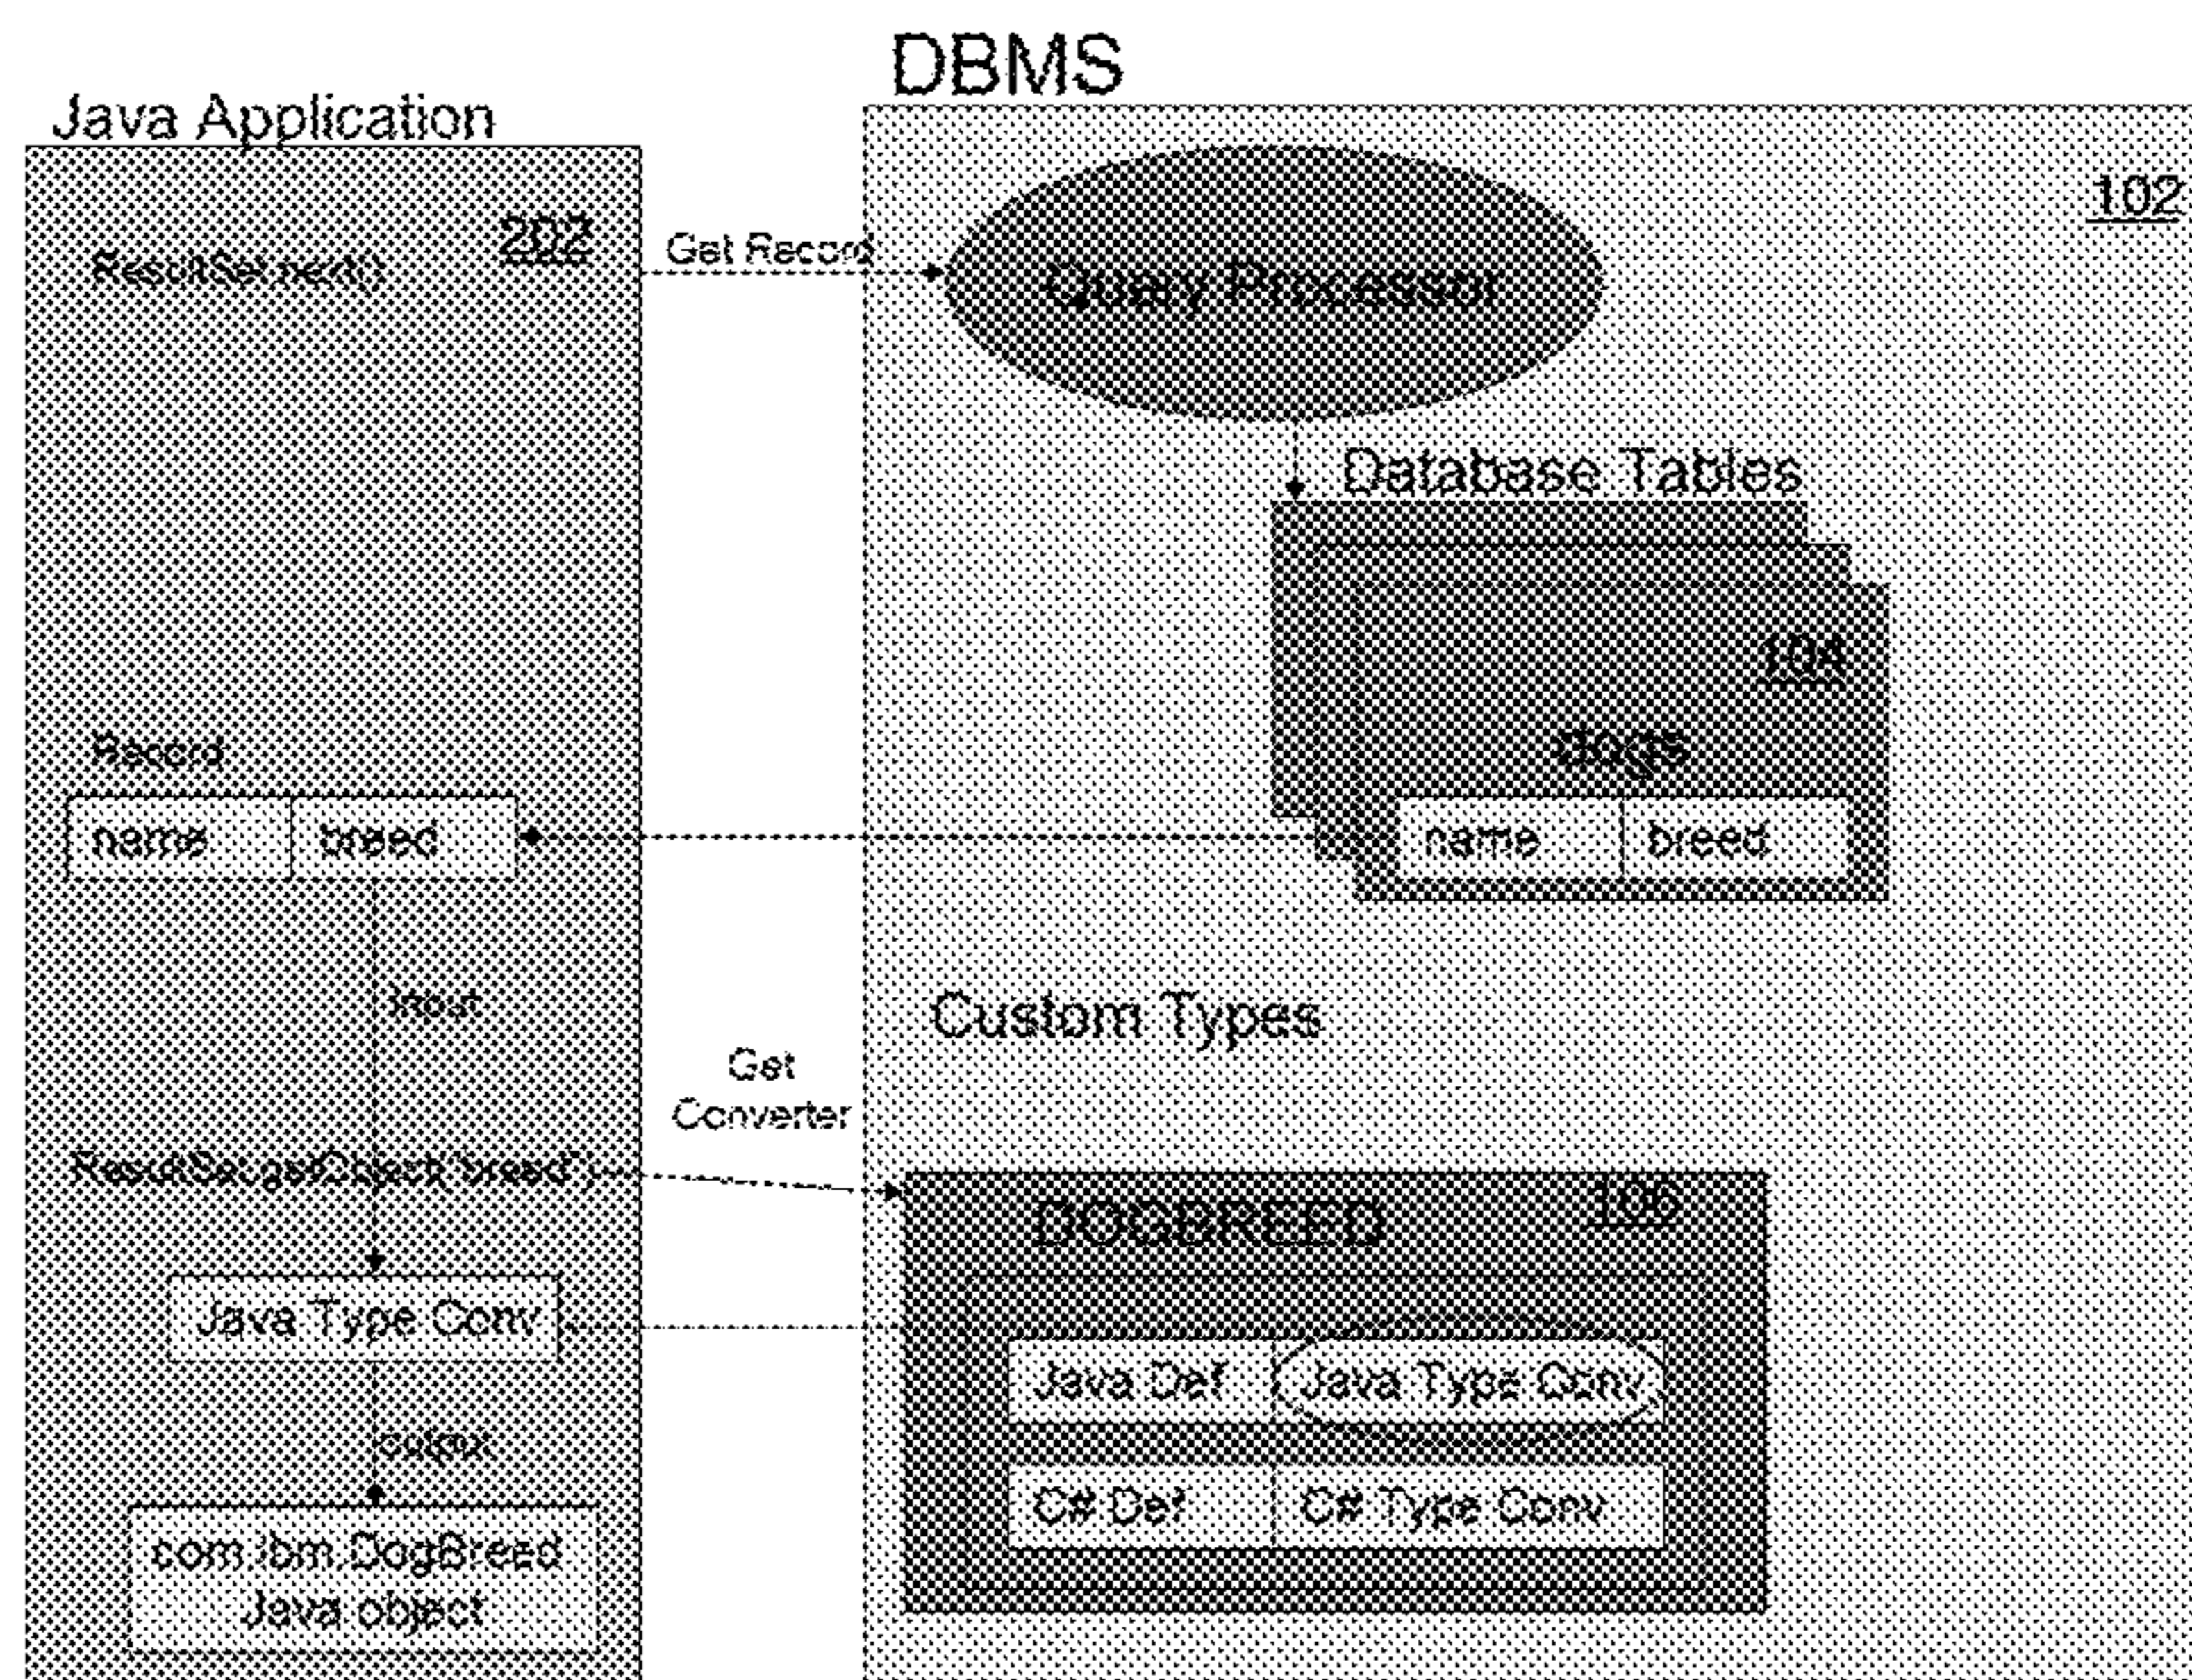 DBMS
Java Application
102
202
ResultSet.next()
Get Record
Query Processor
Database Tables
104
dogs
Record
name
breed
name
breed
input
Custom Types
Get
Converter
ResultSet.getObject("breed")
DOGBREED
106
Java Type Conv
Java Def
Java Type Conv
output
C# Def
C# Type Conv
com.ibm.DogBreed
Java object